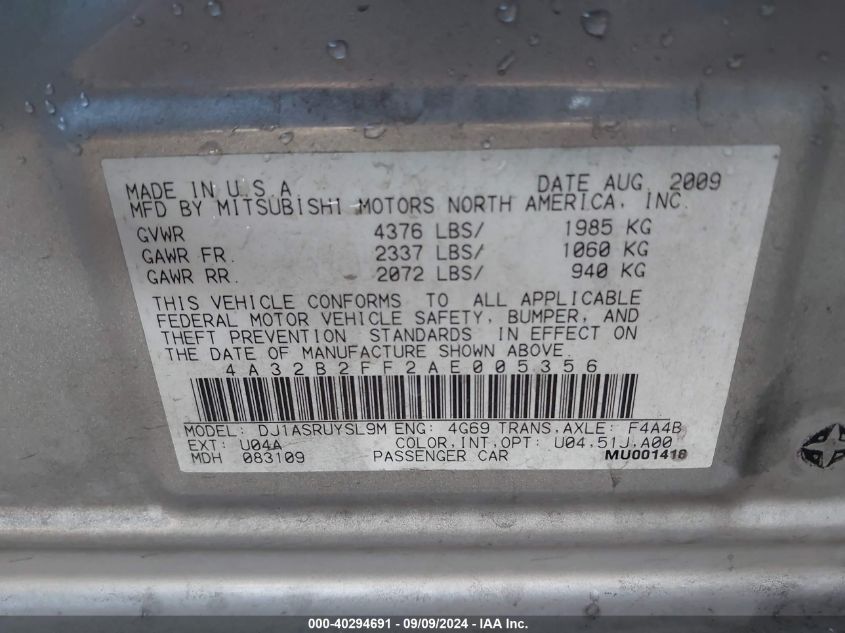 MADE IN U.S.A DATE AUG, 2009
MFD BY MITSUBISHI MOTORS NORTH AMERICA, INC.
GVWR 4376 LBS/ 1985 KG
GAWR FR. 2337 LBS/ 1060 KG
GAWR RR. 2072 LBS/ 940 KG
THIS VEHICLE CONFORMS TO ALL APPLICABLE
FEDERAL MOTOR VEHICLE SAFETY, BUMPER, AND
THEFT PREVENTION STANDARDS IN EFFECT ON
THE DATE OF MANUFACTURE SHOWN ABOVE.
4A32B2FF2AE005356
MODEL: DJ1ASRUYSL9M ENG: 4G69 TRANS.AXLE: F4A4B
EXT: U04A COLOR,INT,OPT: U04,51J,A00
MDH 083109 PASSENGER CAR MU001418
000-40294691 - 09/09/2024 - IAA Inc.